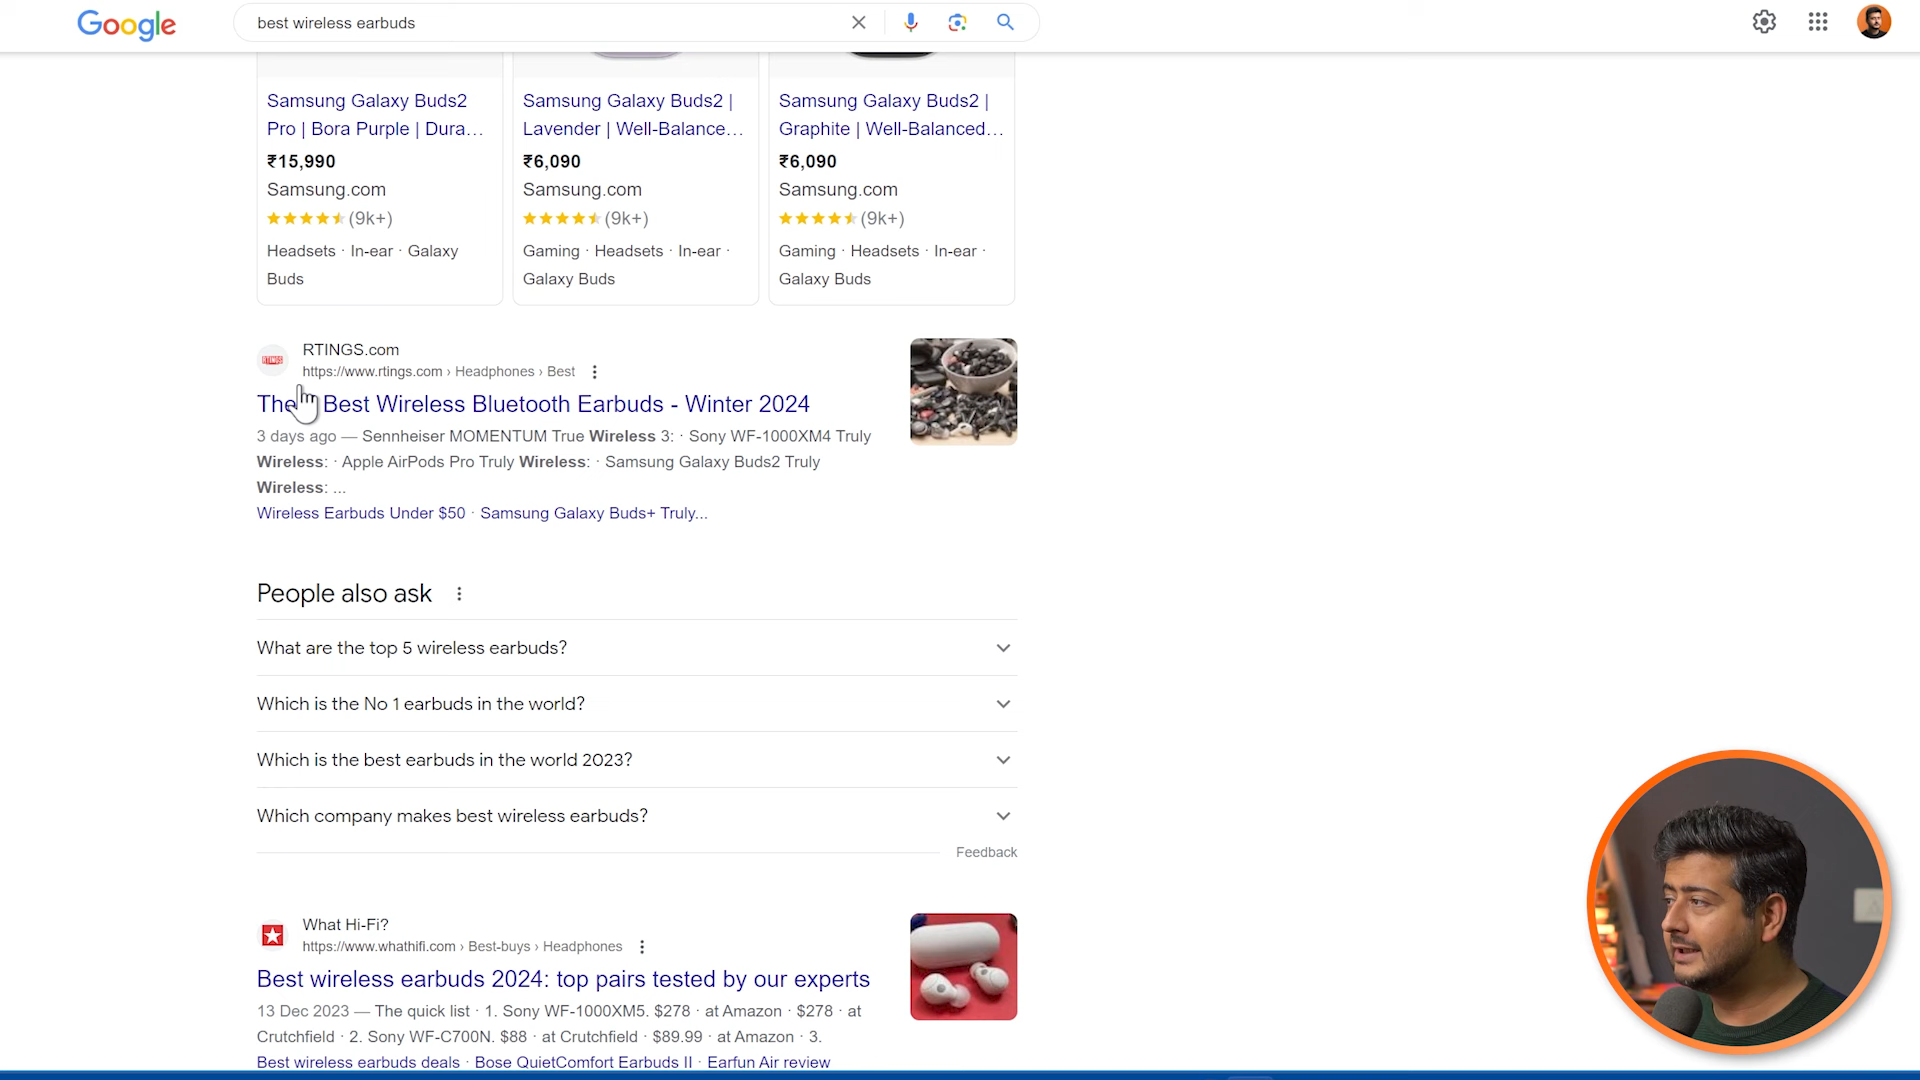 Google
best wireless earbuds
Samsung Galaxy Buds2
Pro | Bora Purple | Dura...
₹15,990
Samsung.com
(9k+)
Headsets · In-ear · Galaxy
Buds
Samsung Galaxy Buds2 |
Lavender | Well-Balance...
₹6,090
Samsung.com
(9k+)
Gaming · Headsets · In-ear ·
Galaxy Buds
Samsung Galaxy Buds2 |
Graphite | Well-Balanced...
₹6,090
Samsung.com
(9k+)
Gaming · Headsets · In-ear ·
Galaxy Buds
RTINGS
RTINGS.com
https://www.rtings.com › Headphones › Best
The Best Wireless Bluetooth Earbuds - Winter 2024
3 days ago — Sennheiser MOMENTUM True Wireless 3: · Sony WF-1000XM4 Truly
Wireless: · Apple AirPods Pro Truly Wireless: · Samsung Galaxy Buds2 Truly
Wireless: ...
Wireless Earbuds Under $50 · Samsung Galaxy Buds+ Truly...
People also ask
What are the top 5 wireless earbuds?
Which is the No 1 earbuds in the world?
Which is the best earbuds in the world 2023?
Which company makes best wireless earbuds?
Feedback
What Hi-Fi?
https://www.whathifi.com › Best-buys › Headphones
Best wireless earbuds 2024: top pairs tested by our experts
13 Dec 2023 — The quick list · 1. Sony WF-1000XM5. $278 · at Amazon · $278 · at
Crutchfield · 2. Sony WF-C700N. $88 · at Crutchfield · $89.99 · at Amazon · 3.
Best wireless earbuds deals · Bose QuietComfort Earbuds II · Earfun Air review